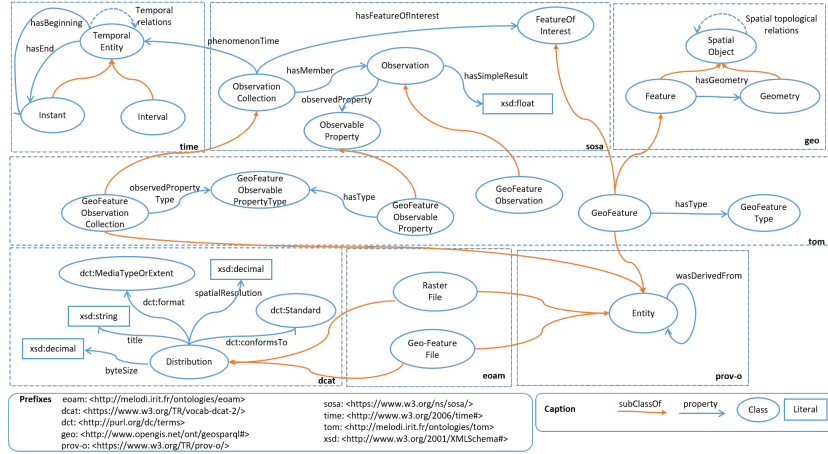 hasBeginning
Temporal
relations
hasEnd
Temporal
Entity
Instant
Interval
time
phenomenonTime
hasFeatureOfInterest
FeatureOf
Interest
Observation
Collection
hasMember
Observation
hasSimpleResult
xsd:float
observedProperty
Observable
Property
sosa
Spatial
Object
Spatial topological
relations
hasGeometry
Feature
Geometry
geo
GeoFeature
Observation
Collection
observedProperty
Type
GeoFeature
Observable
PropertyType
hasType
GeoFeature
Observable
Property
GeoFeature
Observation
GeoFeature
hasType
GeoFeature
Type
tom
dct:MediaTypeOrExtent
xsd:decimal
dct:format
spatialResolution
xsd:string
dct:Standard
title
xsd:decimal
dct:conformsTo
byteSize
Distribution
dcat
Raster
File
Geo-Feature
File
eoam
Entity
wasDerivedFrom
prov-o
Prefixes
eoam: <http://melodi.irit.fr/ontologies/eoam>
dcat: <https://www.w3.org/TR/vocab-dcat-2/>
dct: <http://purl.org/dc/terms>
geo: <http://www.opengis.net/ont/geosparql#>
prov-o: <https://www.w3.org/TR/prov-o/>
sosa: <https://www.w3.org/ns/sosa/>
time: <http://www.w3.org/2006/time#>
tom: <http://melodi.irit.fr/ontologies/tom>
xsd: <http://www.w3.org/2001/XMLSchema#>
Caption
subClassOf
property
Class
Literal